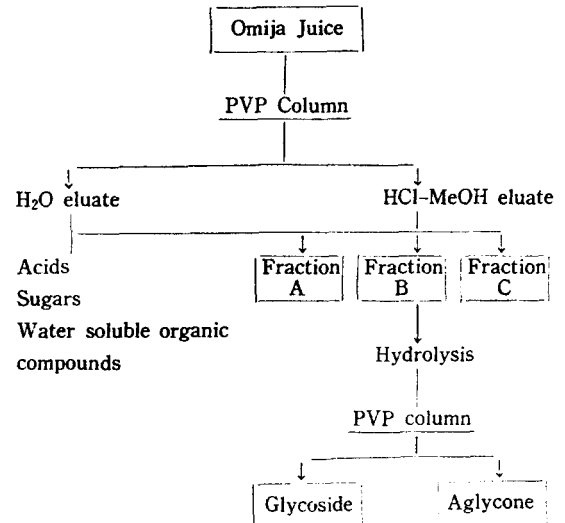 Omija Juice
PVP Column
H₂O eluate
HCl-MeOH eluate
Acids
Sugars
Water soluble organic
compounds
Fraction
A
Fraction
B
Fraction
C
Hydrolysis
PVP column
Glycoside
Aglycone